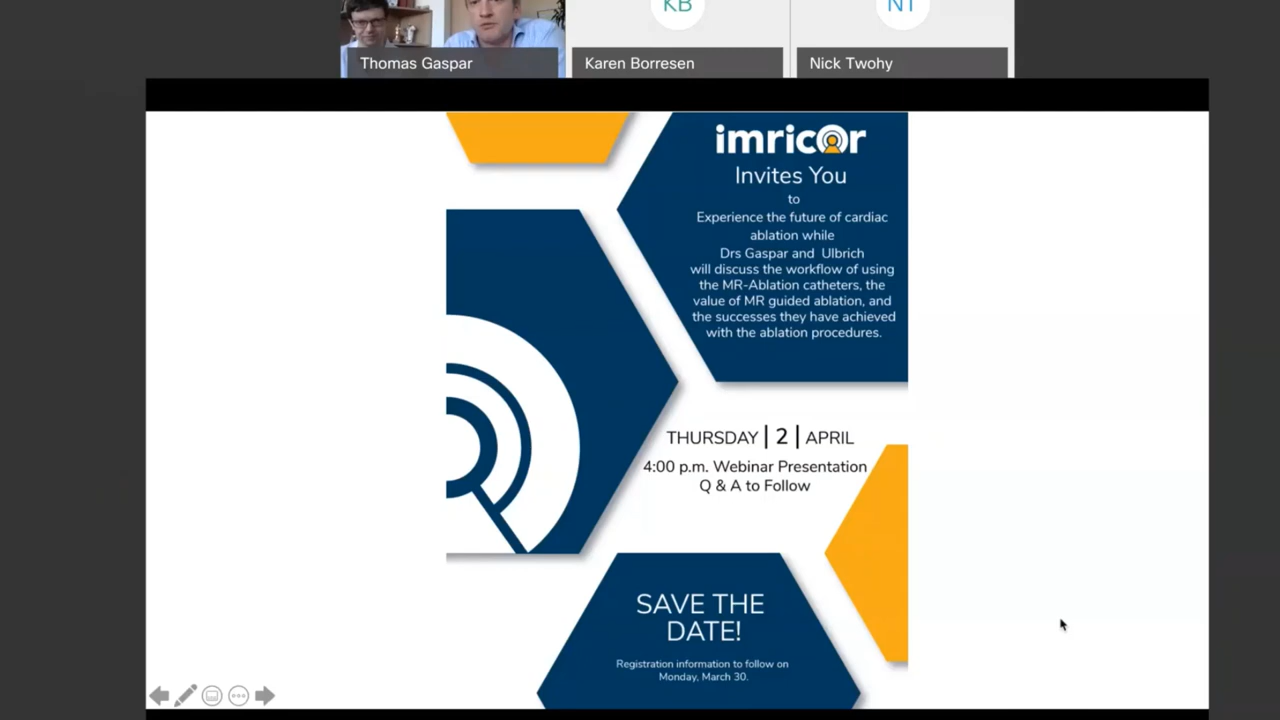 KB
NT
Thomas Gaspar
Karen Borresen
Nick Twohy
imricor
Invites You
to
Experience the future of cardiac
ablation while
Drs Gaspar and Ulbrich
will discuss the workflow of using
the MR-Ablation catheters, the
value of MR guided ablation, and
the successes they have achieved
with the ablation procedures.
THURSDAY | 2 | APRIL
4:00 p.m. Webinar Presentation
Q & A to Follow
SAVE THE
DATE!
Registration information to follow on
Monday, March 30.